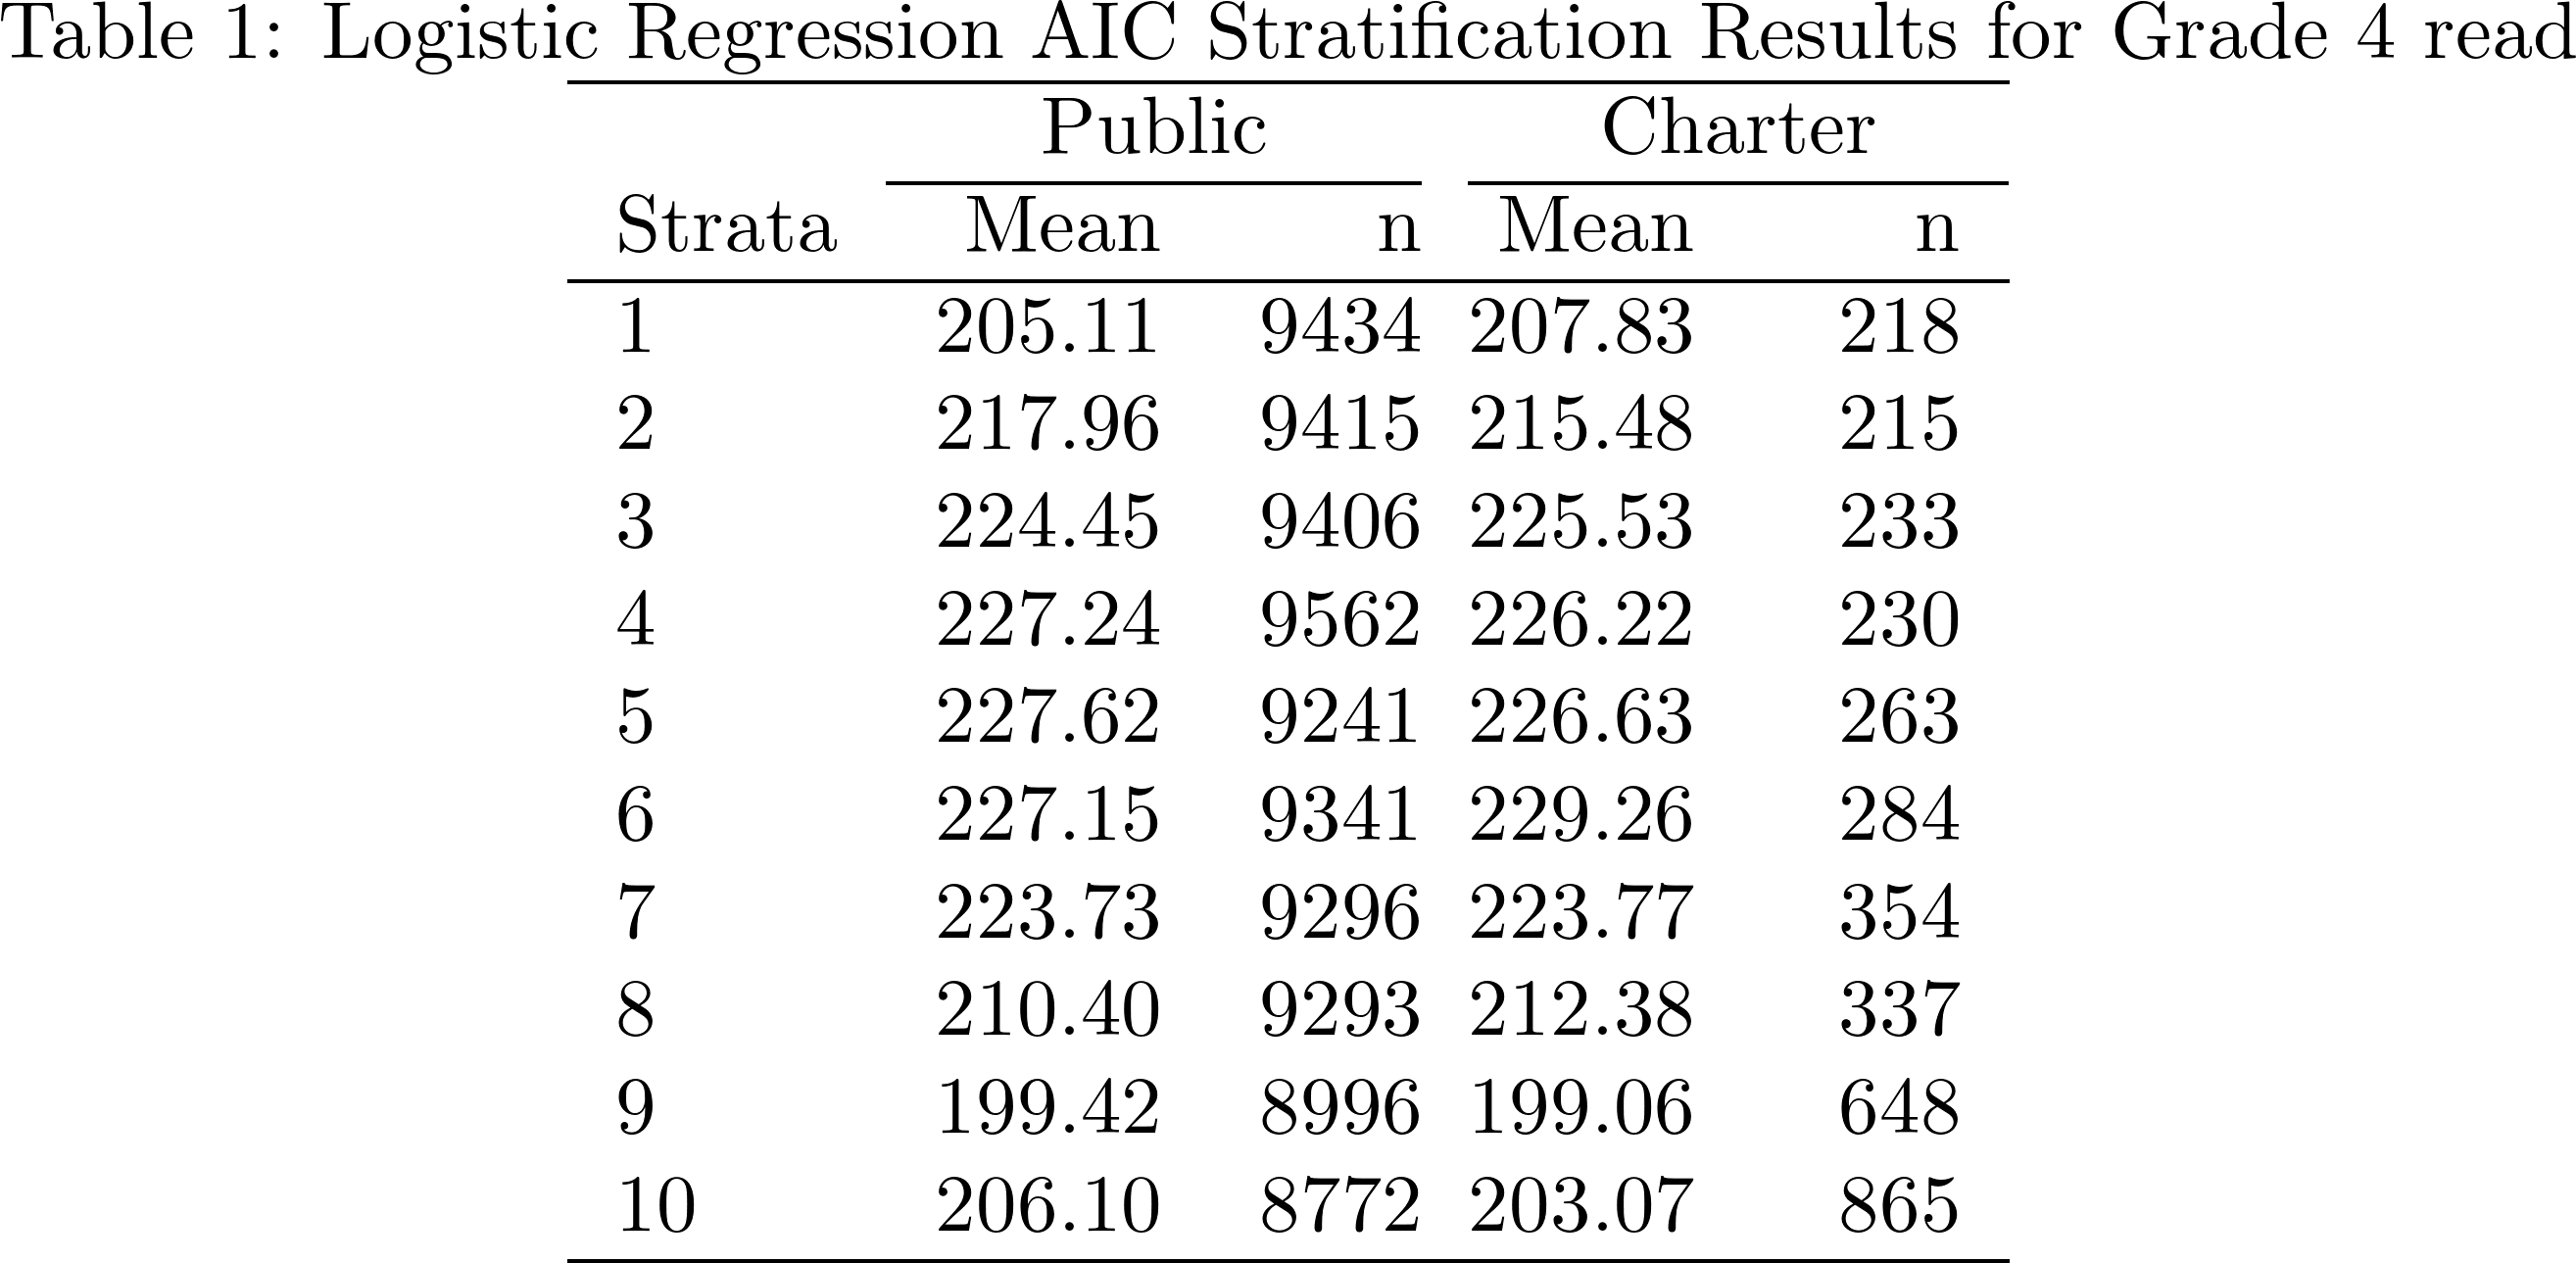 Table 1: Logistic Regression AIC Stratification Results for Grade 4 read
Public Charter
Strata Mean n Mean n
1 205.11 9434 207.83 218
2 217.96 9415 215.48 215
3 224.45 9406 225.53 233
4 227.24 9562 226.22 230
5 227.62 9241 226.63 263
6 227.15 9341 229.26 284
7 223.73 9296 223.77 354
8 210.40 9293 212.38 337
9 199.42 8996 199.06 648
10 206.10 8772 203.07 865